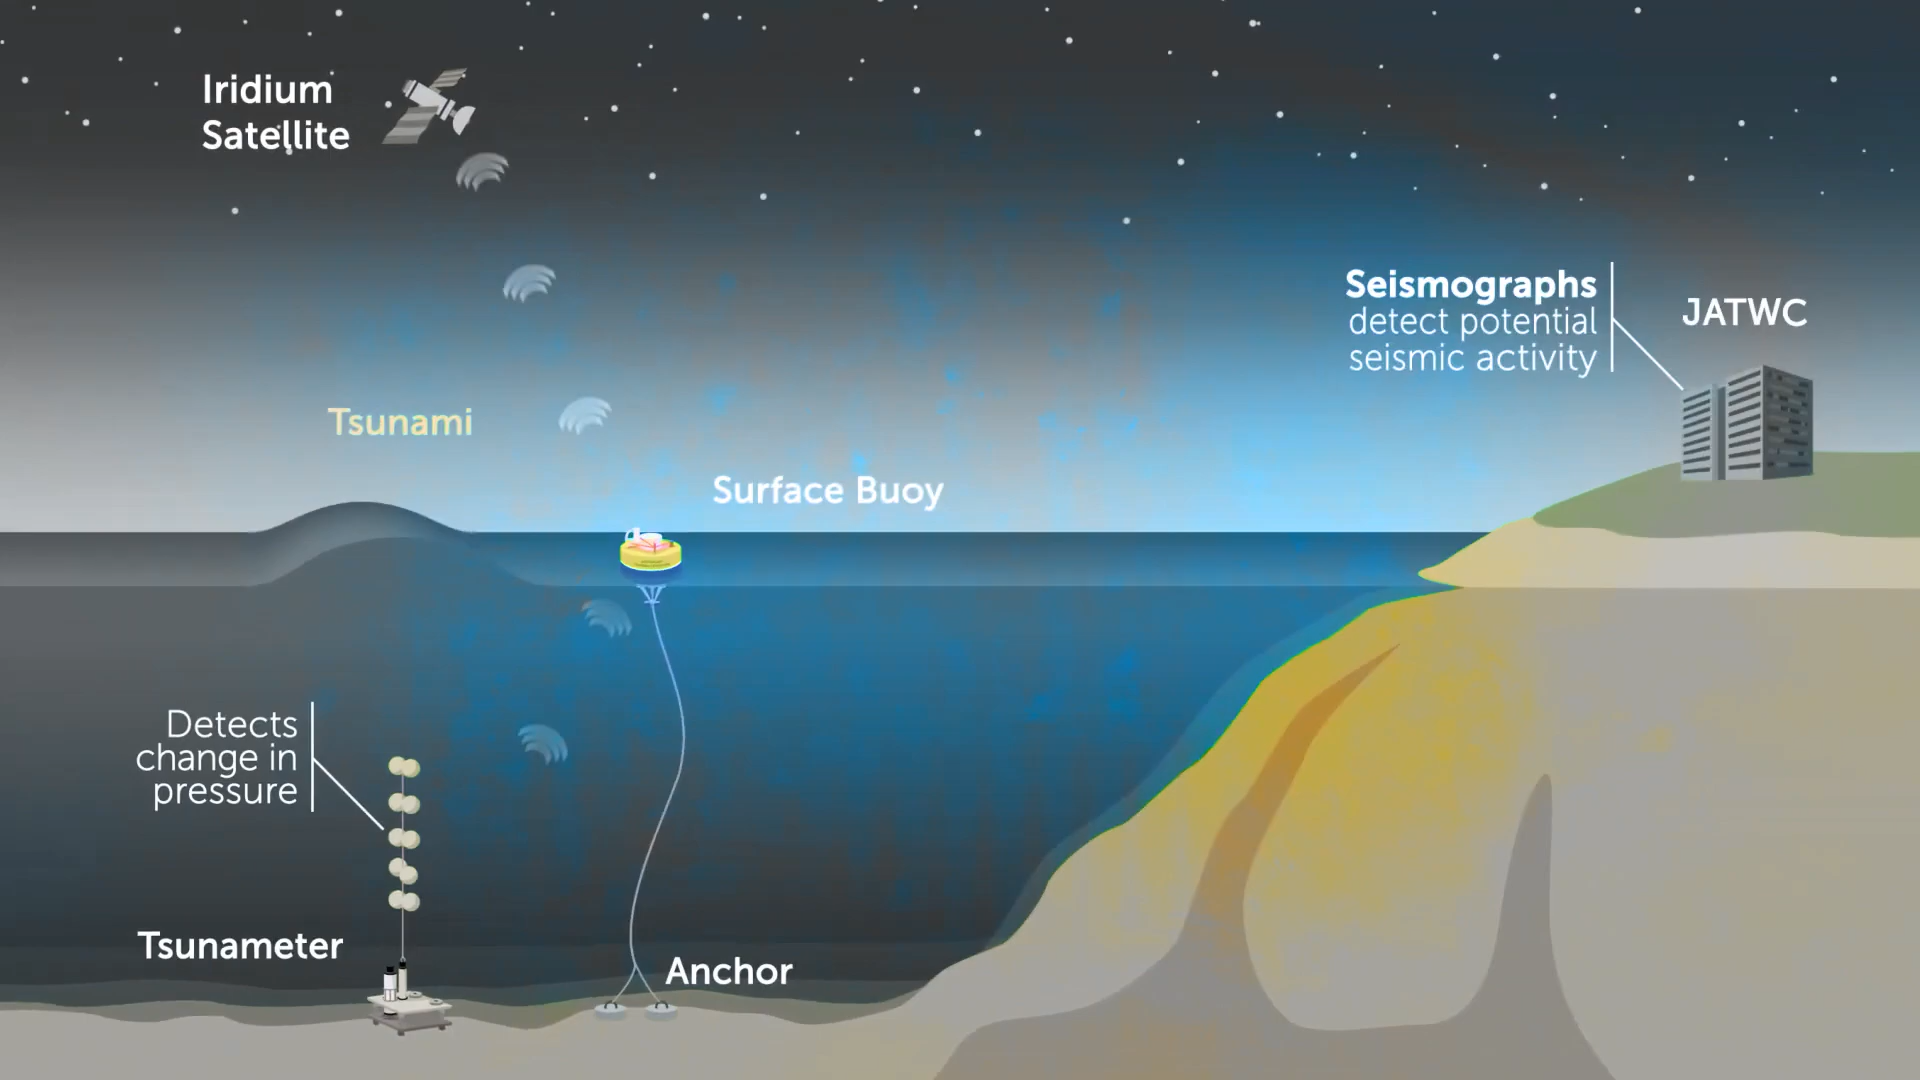 Iridium
Satellite
Seismographs
detect potential
seismic activity
JATWC
Tsunami
Surface Buoy
Detects
change in
pressure
Tsunameter
Anchor